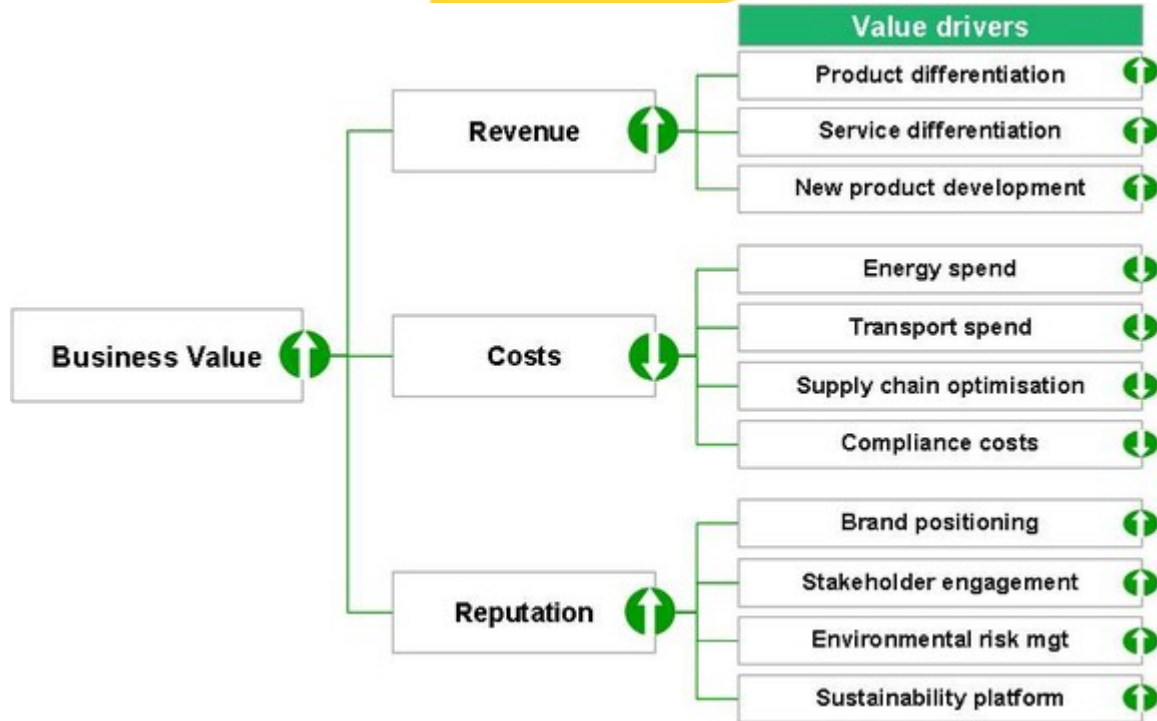 Value drivers
Product differentiation
Revenue
Service differentiation
New product development
Energy spend
Transport spend
Business Value
Costs
Supply chain optimisation
Compliance costs
Brand positioning
Stakeholder engagement
Reputation
Environmental risk mgt
Sustainability platform